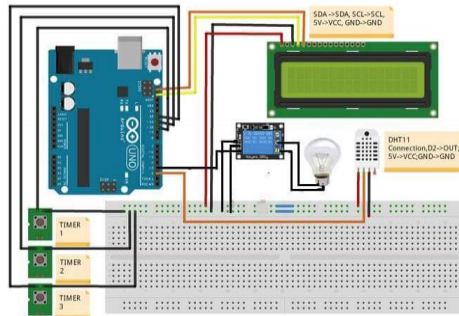 SDA ->SDA, SCL->SCL,
5V->VCC, GND->GND
UNO
DHT11
Connection,D2->OUT;
5V->VCC;GND->GND
TIMER
1
TIMER
2
TIMER
3